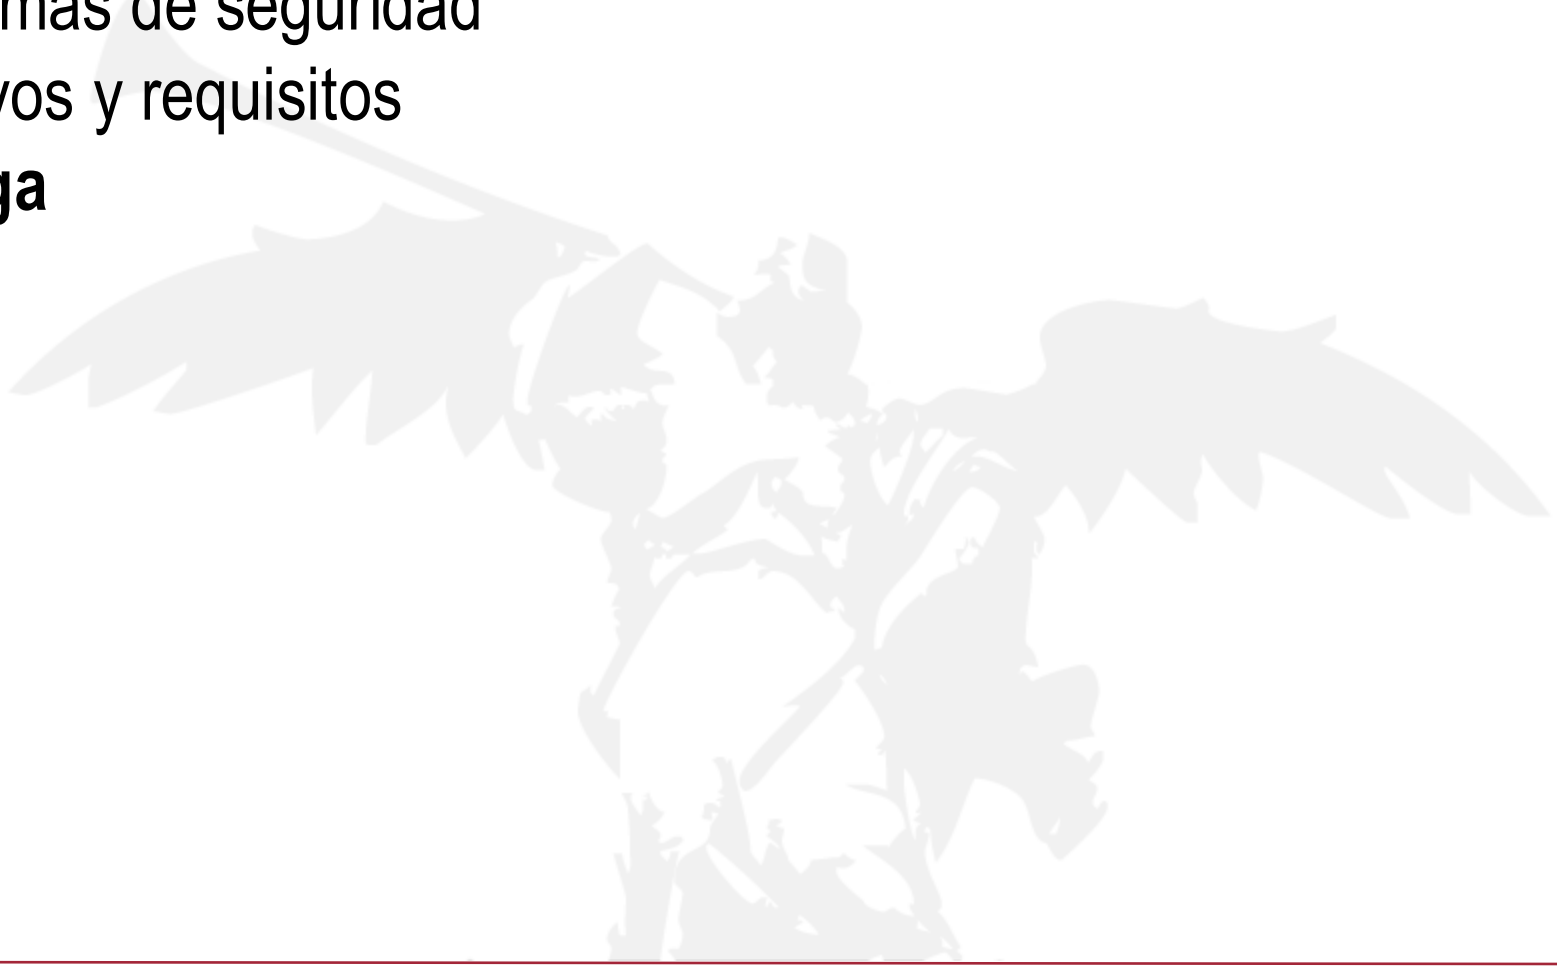 mas de seguridad
vos y requisitos
ga